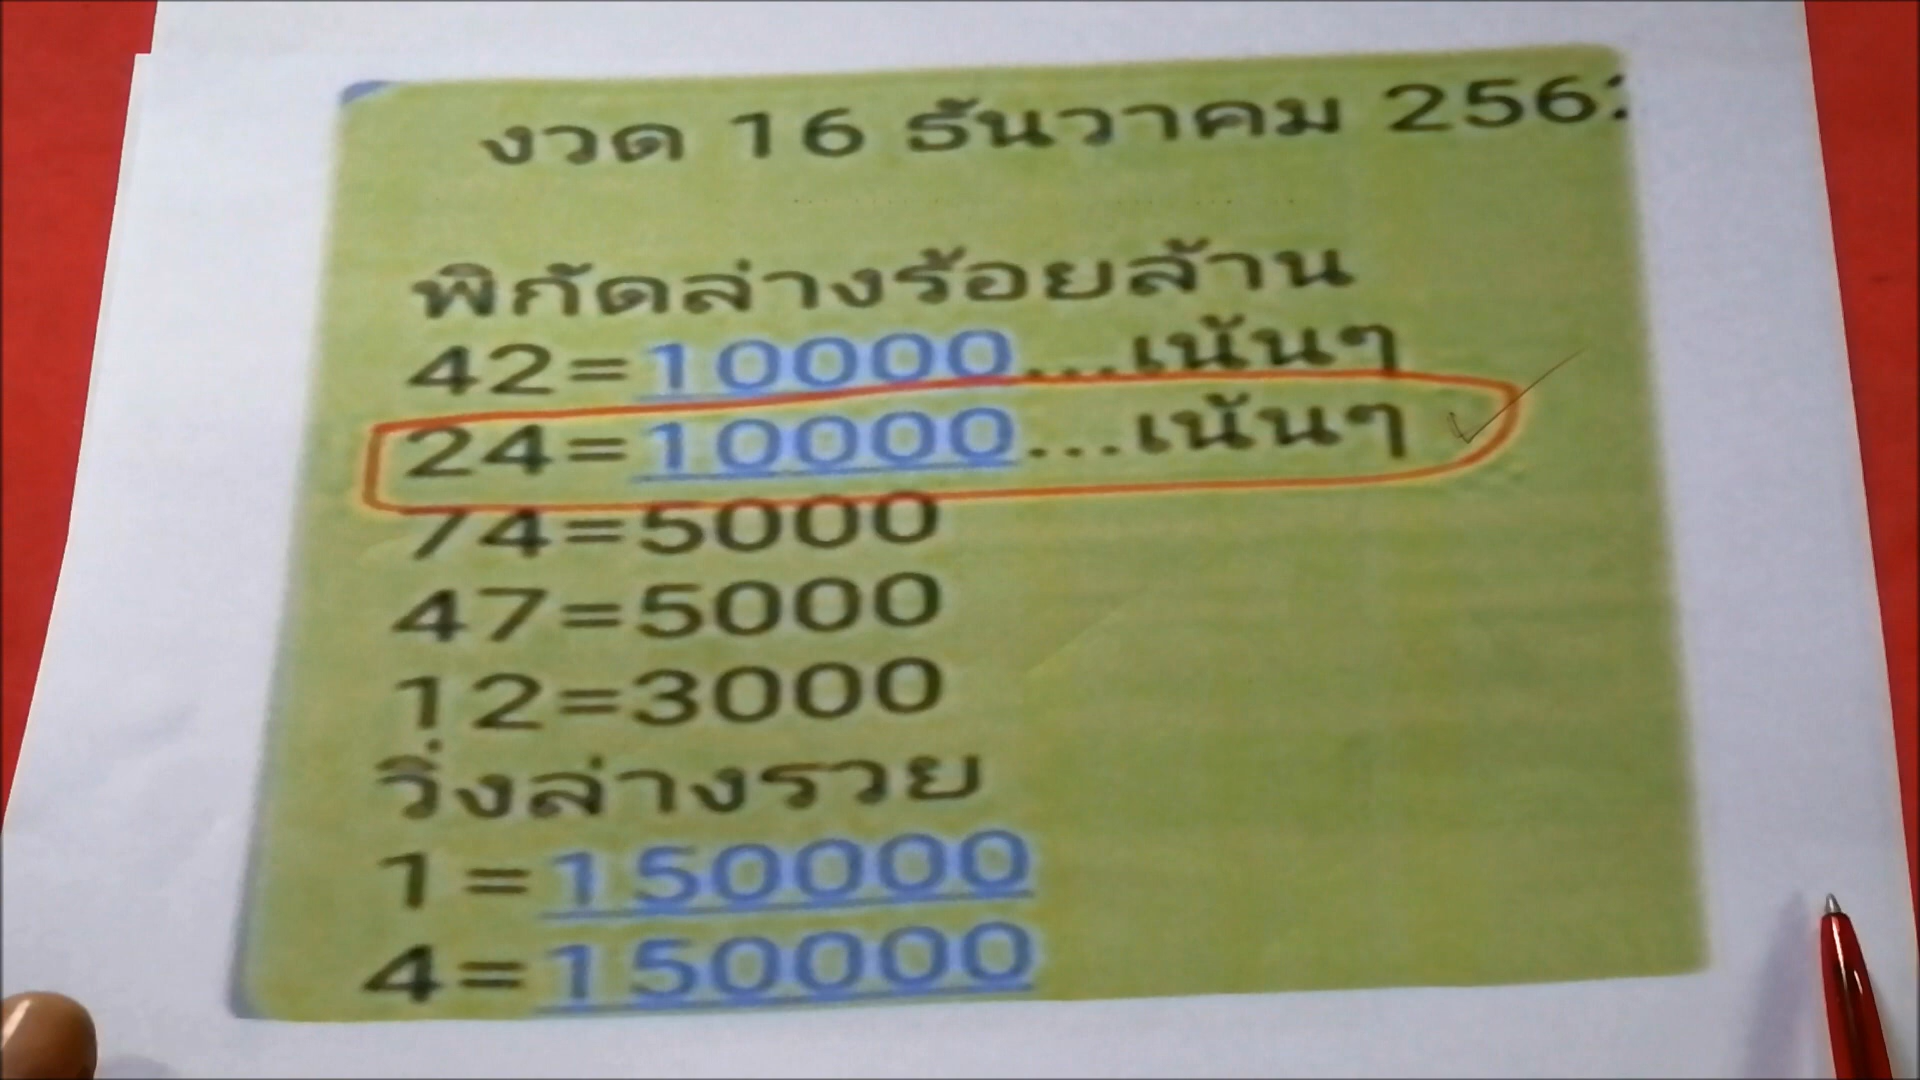 งวด 16 ธันวาคม 256
พิกัดล่างร้อยล้าน
42=10000....เน้นๆ
24=10000...เน้นๆ
74=5000
47=5000
12=3000
วิ่งล่างรวย
1=150000
4=150000